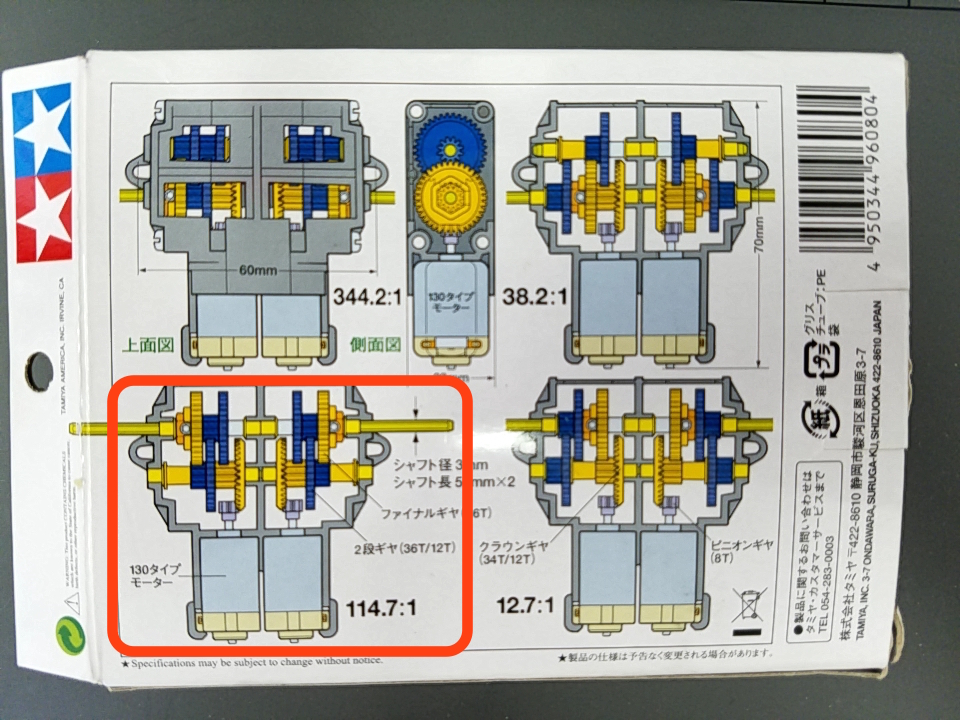 60mm
344.2:1
上面図
側面図
130タイプ
モーター
38.2:1
70mm
シャフト径
シャフト長
mm×2
ファイナルギヤ
2段ギヤ(36T/12T)
130タイプ
モーター
114.7:1
クラウンギヤ
(34T/12T)
ピニオンギヤ
(8T)
12.7:1
★Specifications may be subject to change without notice.
★製品の仕様は予告なく変更される場合があります。
TAMIYA AMERICA, INC. IRVINE, CA
4 950344 960804
紙
箱
プラ
グリス
チューブ:PE
袋
●製品に関するお問い合わせは
タミヤ・カスタマーサービスまで
TEL 054-283-0003
株式会社タミヤ 〒422-8610 静岡市駿河区恩田原3-7
TAMIYA, INC. 3-7 ONDAWARA, SURUGA-KU, SHIZUOKA 422-8610 JAPAN